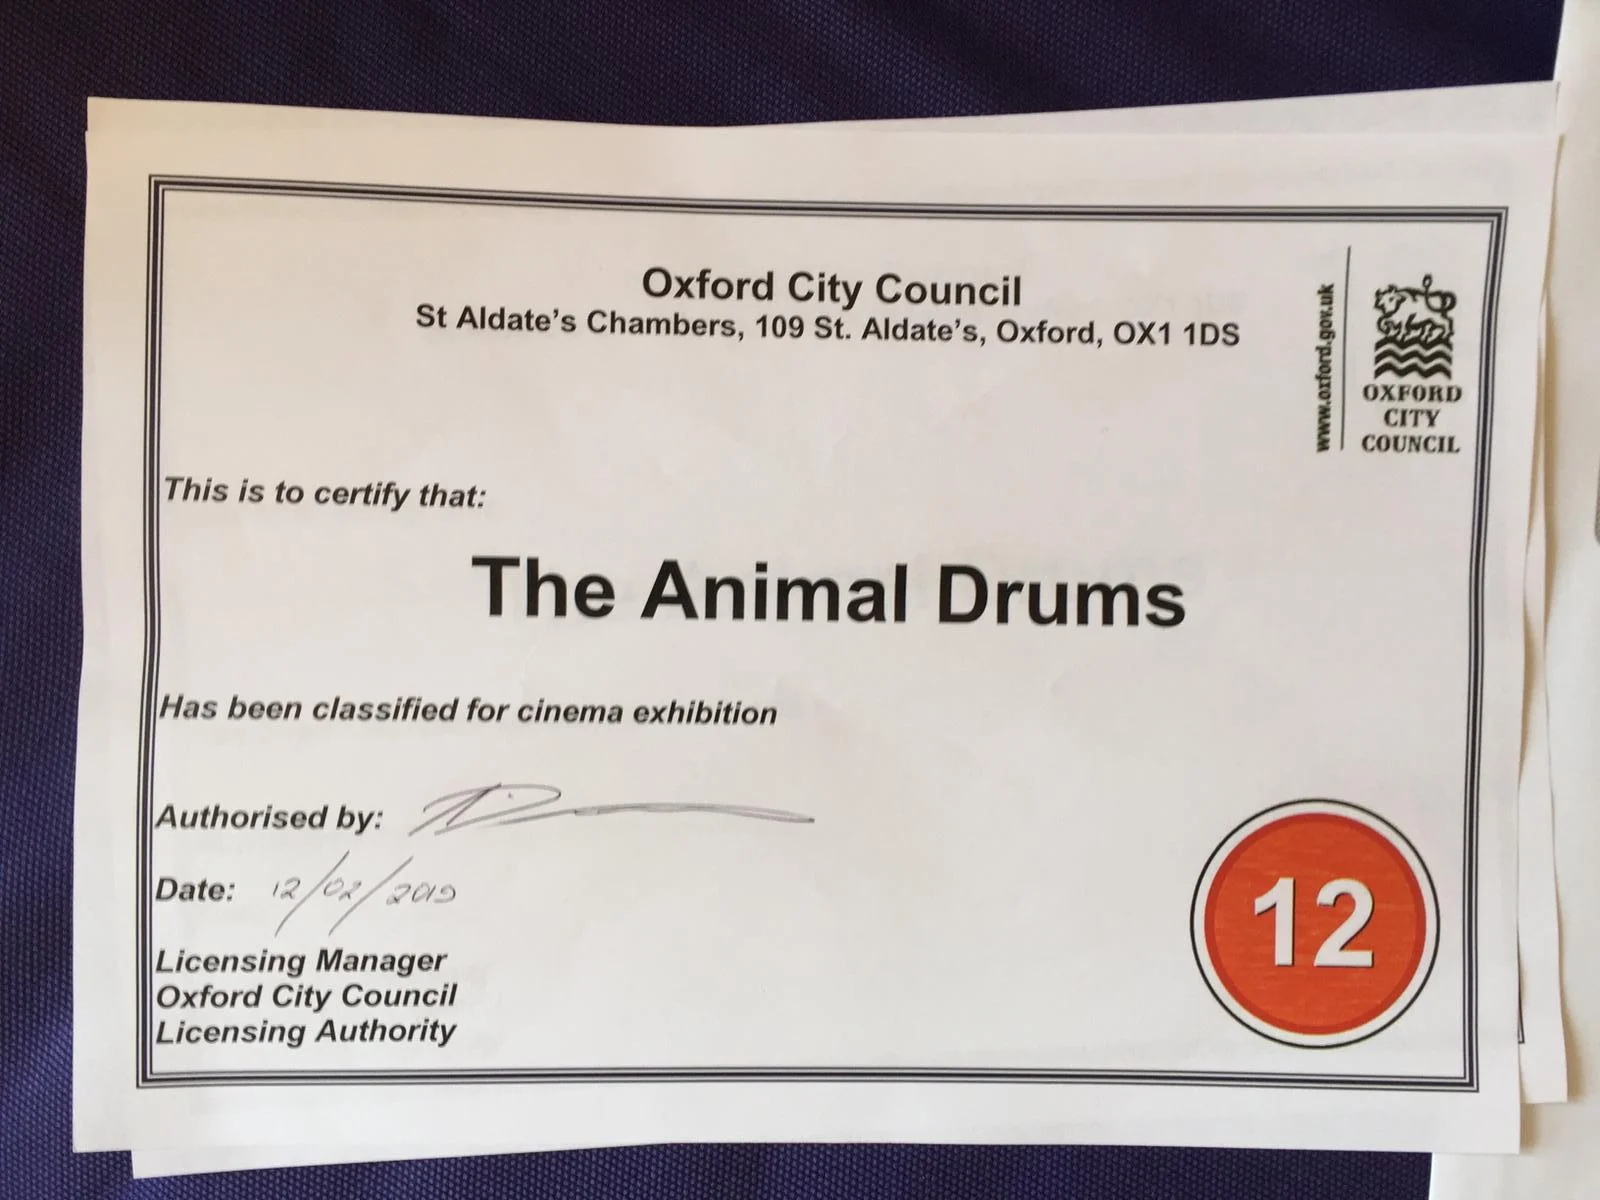 Oxford City Council
St Aldate's Chambers, 109 St. Aldate's, Oxford, OX1 1DS
www.oxford.gov.uk
OXFORD
CITY
COUNCIL
This is to certify that:
The Animal Drums
Has been classified for cinema exhibition
Authorised by:
Date: 12/02/2019
Licensing Manager
Oxford City Council
Licensing Authority
12